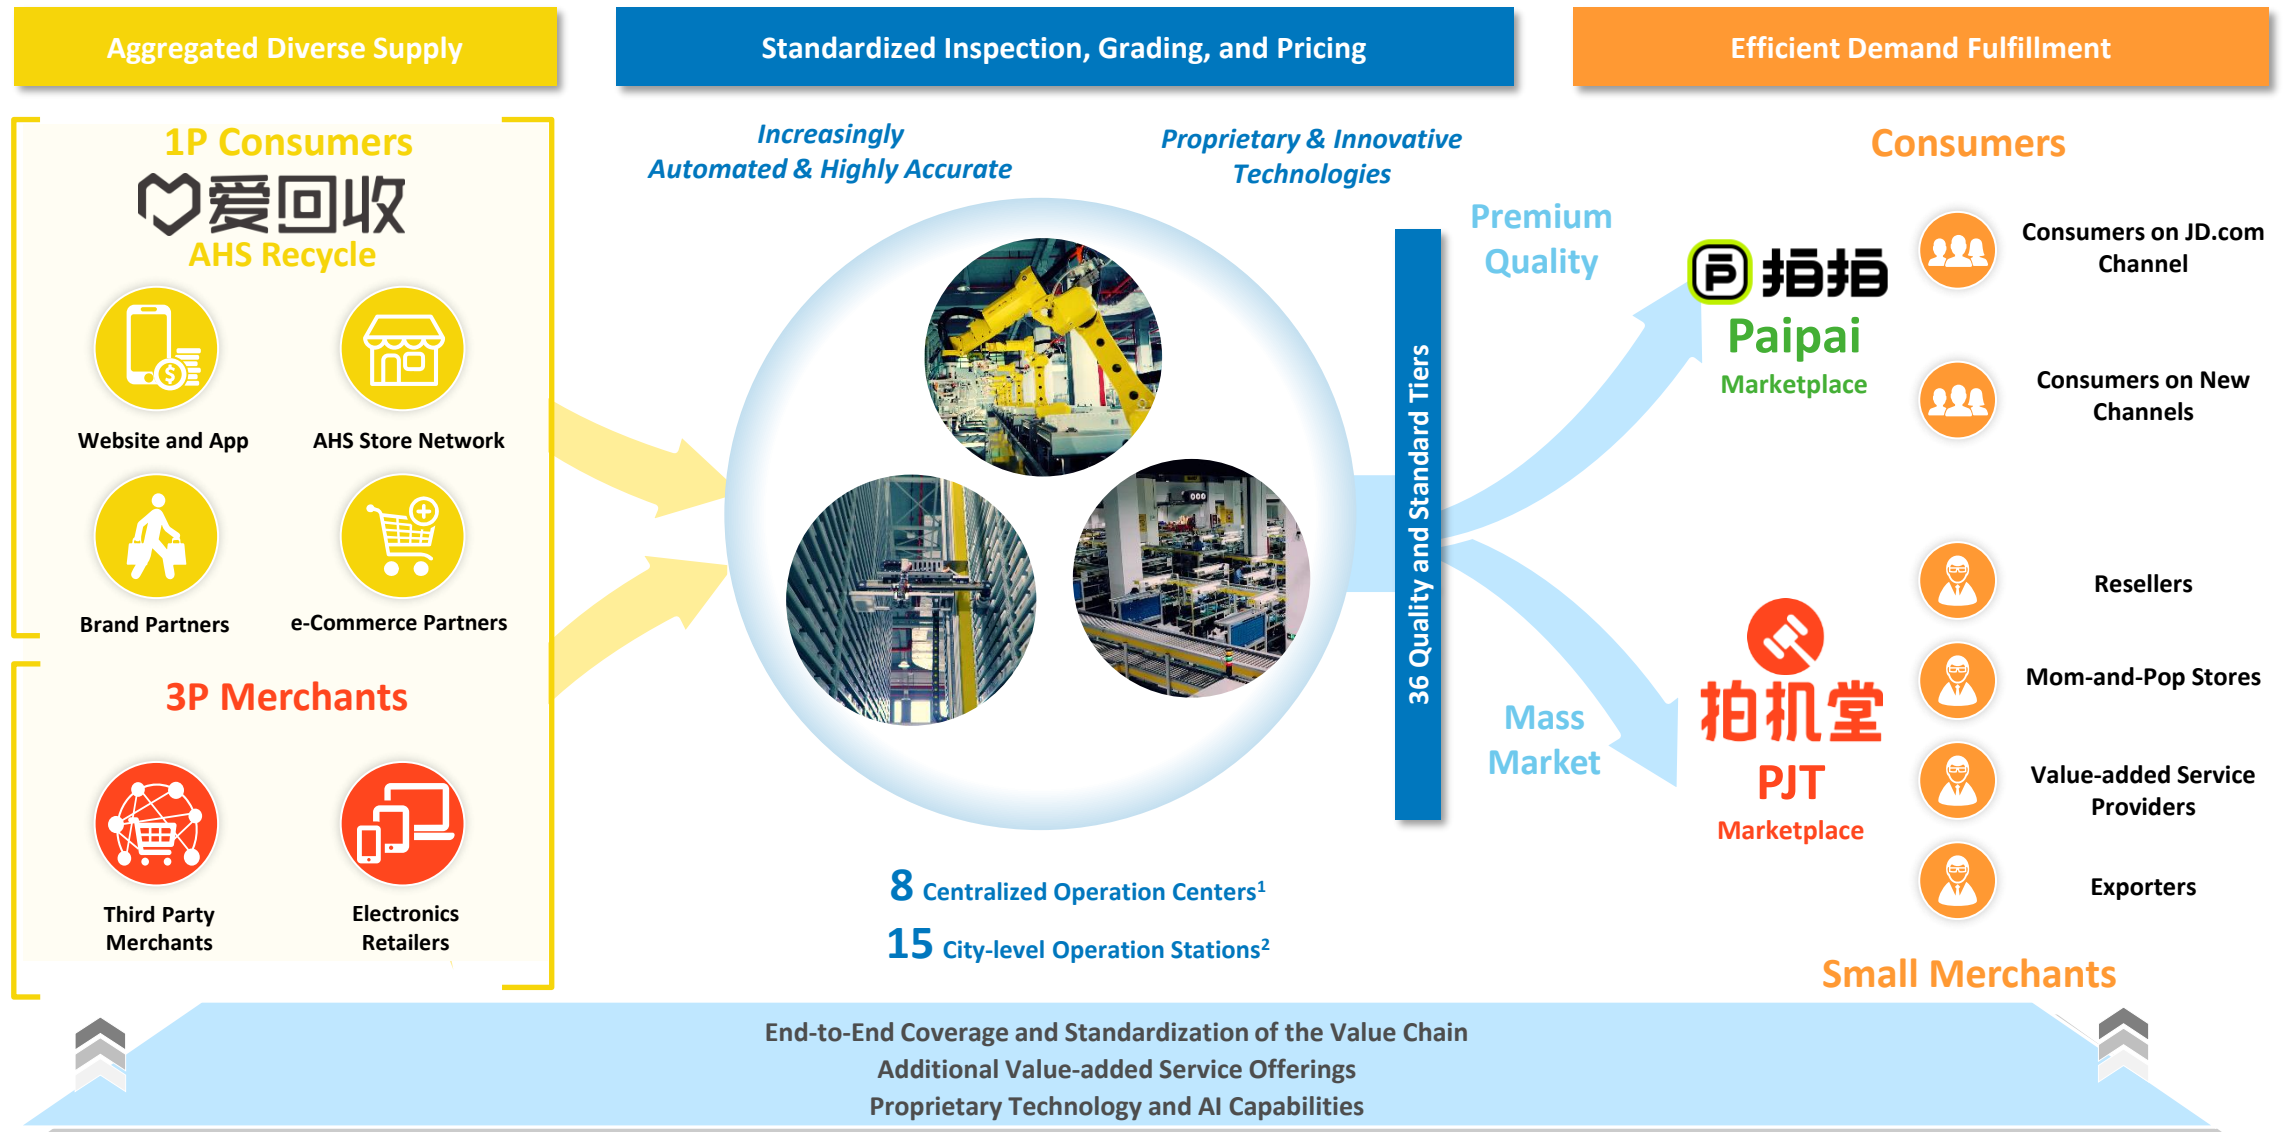 Aggregated Diverse Supply
Standardized Inspection, Grading, and Pricing
Efficient Demand Fulfillment
1P Consumers
爱回收
AHS Recycle
Website and App
AHS Store Network
Brand Partners
e-Commerce Partners
3P Merchants
Third Party
Merchants
Electronics
Retailers
Increasingly
Automated & Highly Accurate
Proprietary & Innovative
Technologies
36 Quality and Standard Tiers
8 Centralized Operation Centers¹
15 City-level Operation Stations²
Premium
Quality
Mass
Market
Consumers
拍拍
Paipai
Marketplace
Consumers on JD.com
Channel
Consumers on New
Channels
拍机堂
PJT
Marketplace
Resellers
Mom-and-Pop Stores
Value-added Service
Providers
Exporters
Small Merchants
End-to-End Coverage and Standardization of the Value Chain
Additional Value-added Service Offerings
Proprietary Technology and AI Capabilities